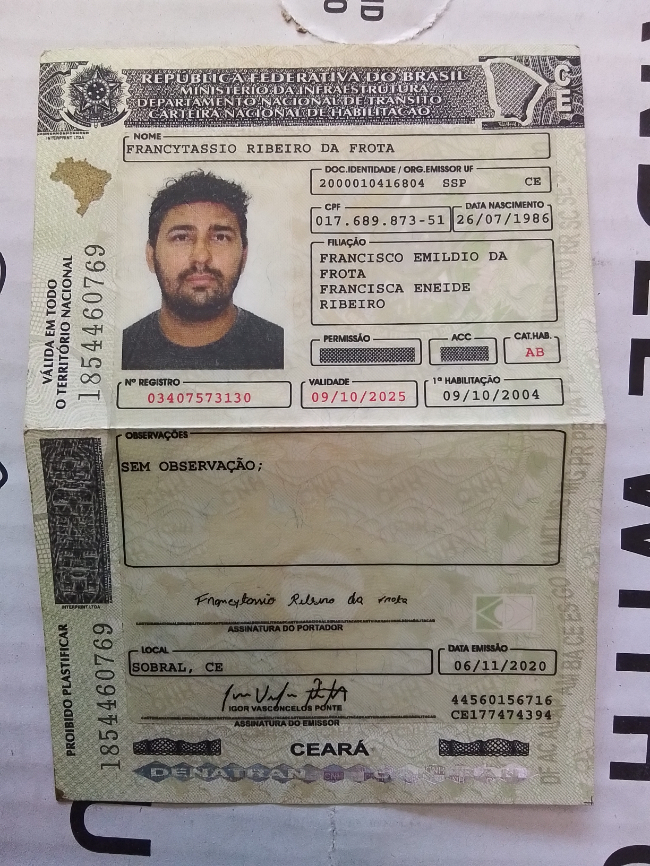 REPÚBLICA FEDERATIVA DO BRASIL
MINISTÉRIO DA INFRAESTRUTURA
DEPARTAMENTO NACIONAL DE TRÂNSITO
CARTEIRA NACIONAL DE HABILITAÇÃO
CE
INTERPRINT LTDA
NOME
FRANCYTASSIO RIBEIRO DA FROTA
DOC. IDENTIDADE / ORG. EMISSOR UF
2000010416804 SSP CE
CPF
017.689.873-51
DATA NASCIMENTO
26/07/1986
FILIAÇÃO
FRANCISCO EMILDIO DA
FROTA
FRANCISCA ENEIDE
RIBEIRO
PERMISSÃO
ACC
CAT. HAB.
AB
Nº REGISTRO
03407573130
VALIDADE
09/10/2025
1ª HABILITAÇÃO
09/10/2004
VÁLIDA EM TODO
O TERRITÓRIO NACIONAL
1854460769
OBSERVAÇÕES
SEM OBSERVAÇÃO;
INTERPRINT LTDA
Francytassio Ribeiro da Frota
ASSINATURA DO PORTADOR
LOCAL
SOBRAL, CE
DATA EMISSÃO
06/11/2020
IGOR VASCONCELOS PONTE
ASSINATURA DO EMISSOR
44560156716
CE177474394
PROIBIDO PLASTIFICAR
1854460769
CEARÁ
DENATRAN